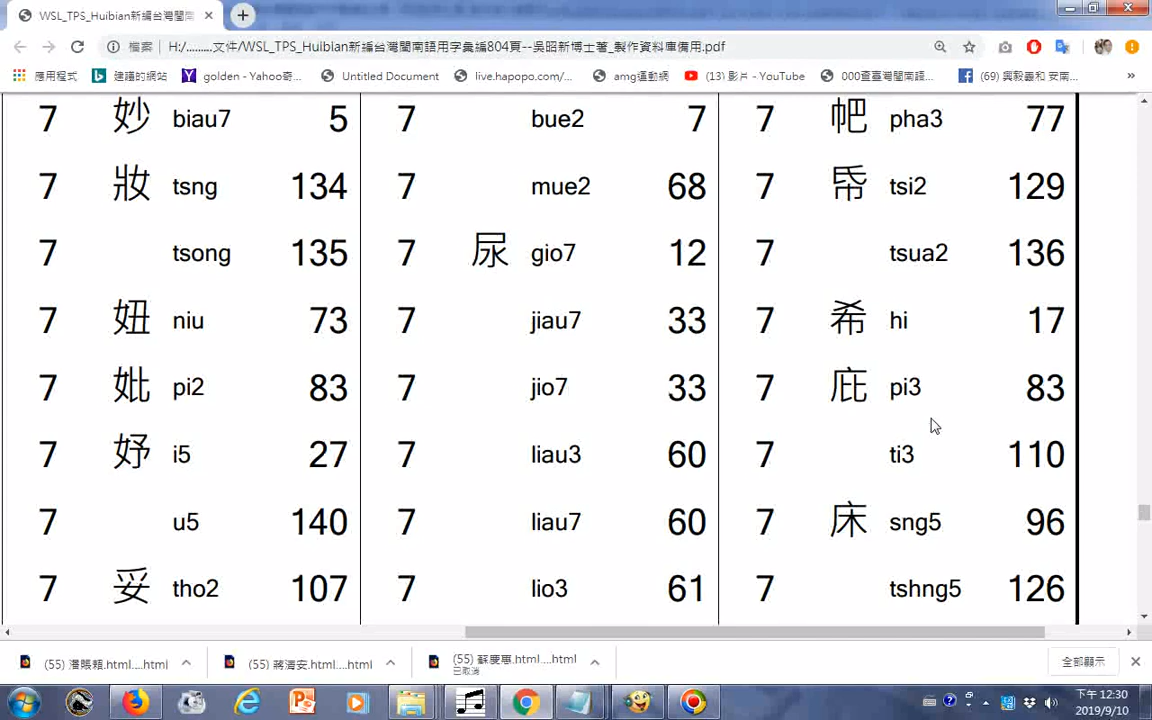 WSL_TPS_Huibian新編台灣閩南
檔案 H:/........文件/WSL_TPS_Huibian新編台灣閩南語用字彙編804頁--吳昭新博士著_製作資料庫備用.pdf
應用程式 建議的網站 golden - Yahoo奇... Untitled Document live.hapopo.com/... amg運動網 (13) 影片 - YouTube 000查臺灣閩南語... (69) 興毅義和 安南... »
7 妙 biau7 5
7 妝 tsng 134
7 tsong 135
7 妞 niu 73
7 妣 pi2 83
7 妤 i5 27
7 u5 140
7 妥 tho2 107
7 bue2 7
7 mue2 68
7 尿 gio7 12
7 jiau7 33
7 jio7 33
7 liau3 60
7 liau7 60
7 lio3 61
7 帊 pha3 77
7 帋 tsi2 129
7 tsua2 136
7 希 hi 17
7 庇 pi3 83
7 ti3 110
7 床 sng5 96
7 tshng5 126
(55) 蔣海安.html....html
(55) 蘇慶專.html....html
已取消
全部顯示
下午 12:30
2019/9/10